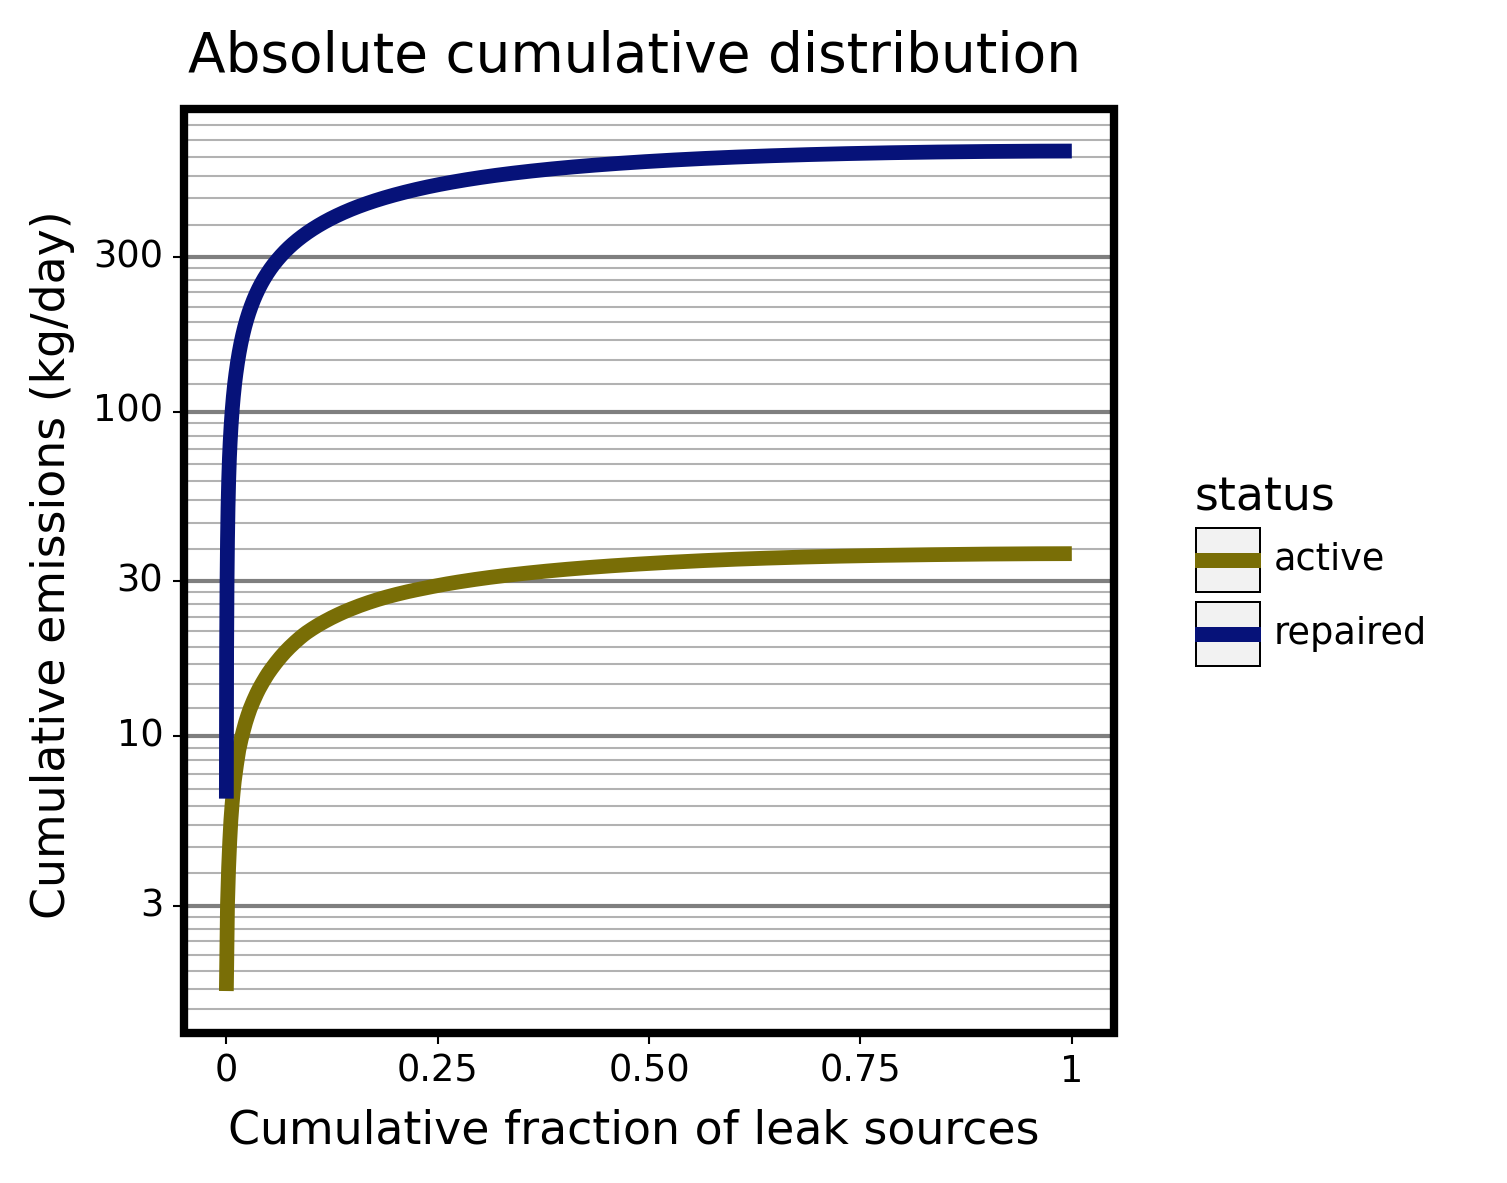 Absolute cumulative distribution
Cumulative emissions (kg/day)
300
100
30
10
3
0 0.25 0.50 0.75 1
Cumulative fraction of leak sources
status
active
repaired